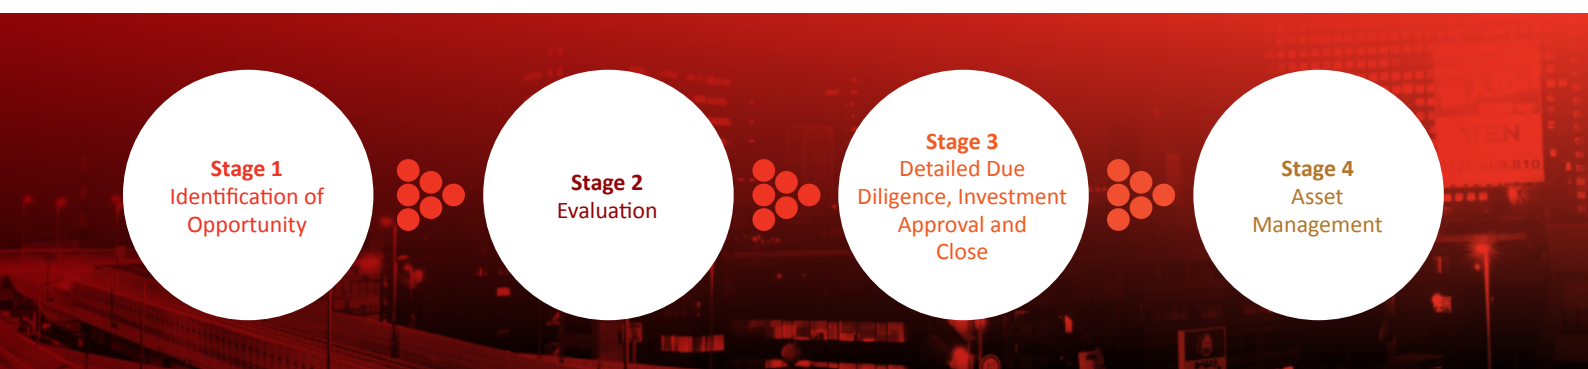 Stage 1
Identification of
Opportunity
Stage 2
Evaluation
Stage 3
Detailed Due
Diligence, Investment
Approval and
Close
Stage 4
Asset
Management